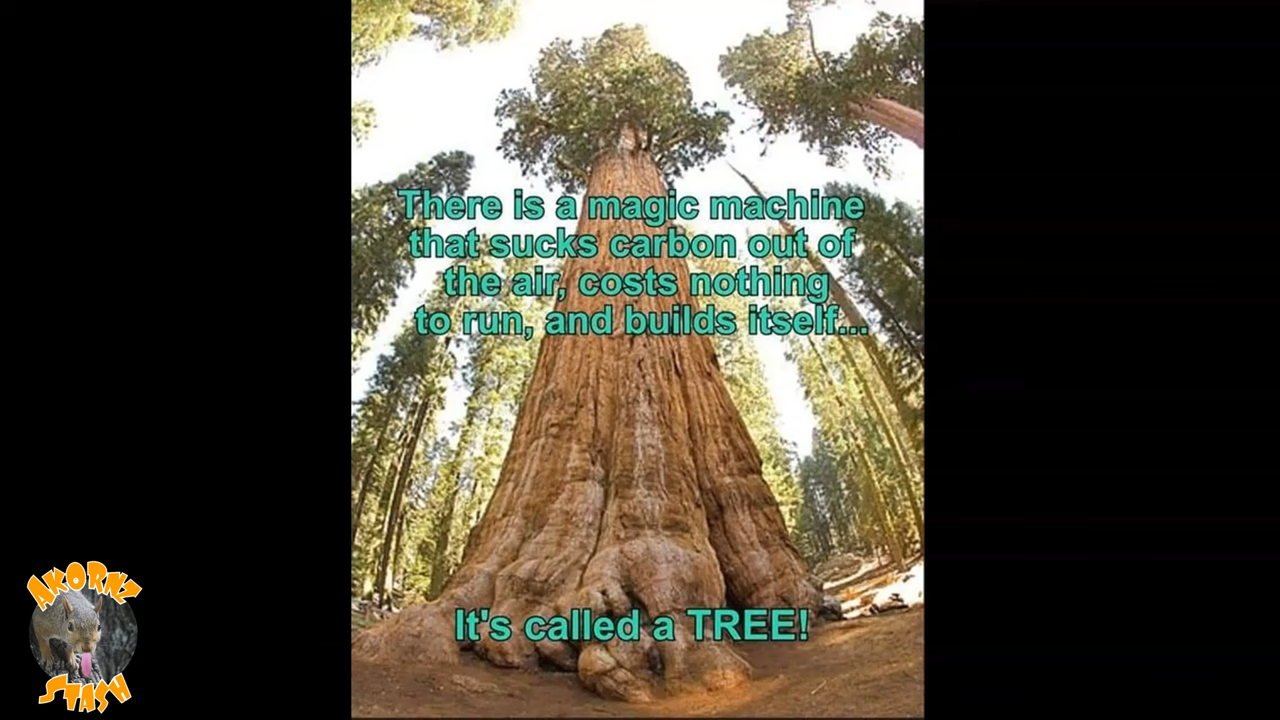 There is a magic machine
that sucks carbon out of
the air, costs nothing
to run, and builds itself...
It's called a TREE!
AKORNZ
STASH